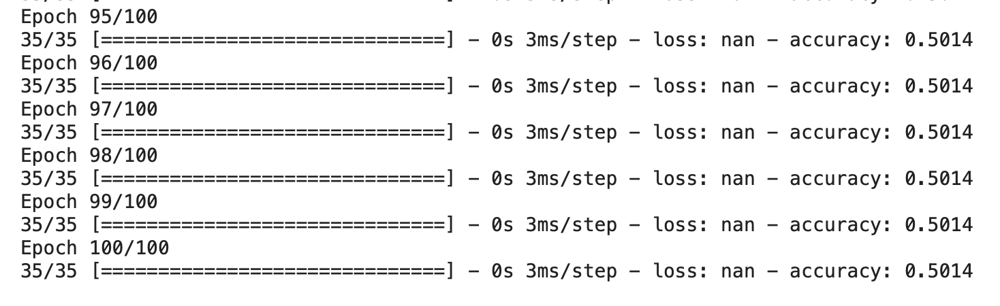 Epoch 95/100
35/35 [==============================] - 0s 3ms/step - loss: nan - accuracy: 0.5014
Epoch 96/100
35/35 [==============================] - 0s 3ms/step - loss: nan - accuracy: 0.5014
Epoch 97/100
35/35 [==============================] - 0s 3ms/step - loss: nan - accuracy: 0.5014
Epoch 98/100
35/35 [==============================] - 0s 3ms/step - loss: nan - accuracy: 0.5014
Epoch 99/100
35/35 [==============================] - 0s 3ms/step - loss: nan - accuracy: 0.5014
Epoch 100/100
35/35 [==============================] - 0s 3ms/step - loss: nan - accuracy: 0.5014